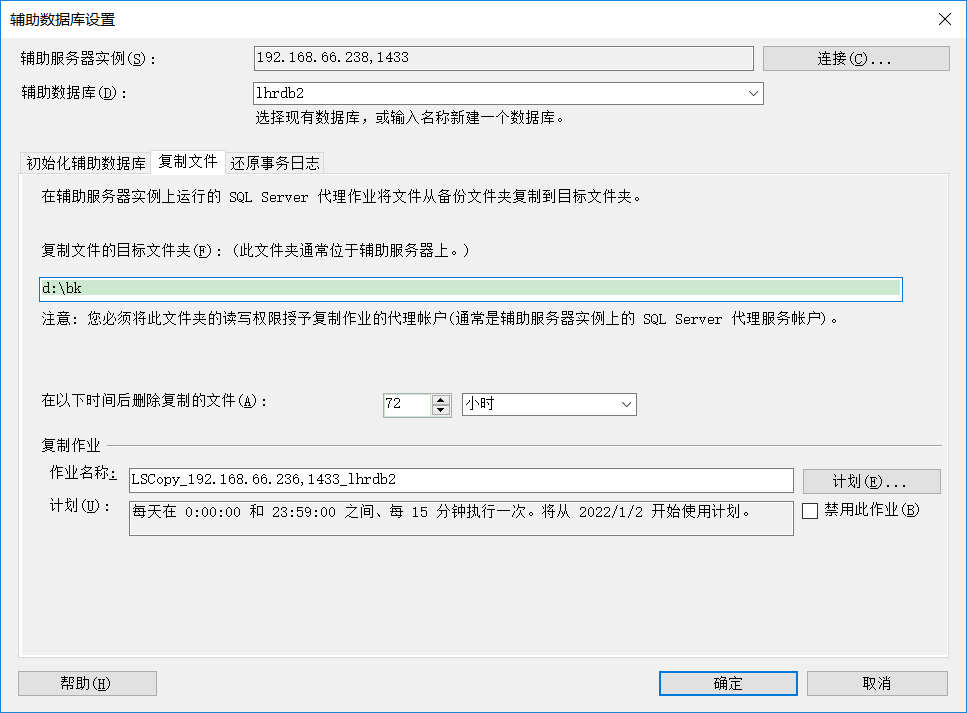 辅助数据库设置
辅助服务器实例(S):
192.168.66.238,1433
连接(C)...
辅助数据库(D):
lhrdb2
选择现有数据库，或输入名称新建一个数据库。
初始化辅助数据库 复制文件 还原事务日志
在辅助服务器实例上运行的 SQL Server 代理作业将文件从备份文件夹复制到目标文件夹。
复制文件的目标文件夹(F):（此文件夹通常位于辅助服务器上。）
d:\bk
注意: 您必须将此文件夹的读写权限授予复制作业的代理帐户(通常是辅助服务器实例上的 SQL Server 代理服务帐户)。
在以下时间后删除复制的文件(A):
72
小时
复制作业
作业名称:
LSCopy_192.168.66.236,1433_lhrdb2
计划(E)...
计划(U):
每天在 0:00:00 和 23:59:00 之间、每 15 分钟执行一次。将从 2022/1/2 开始使用计划。
禁用此作业(B)
帮助(H)
确定
取消